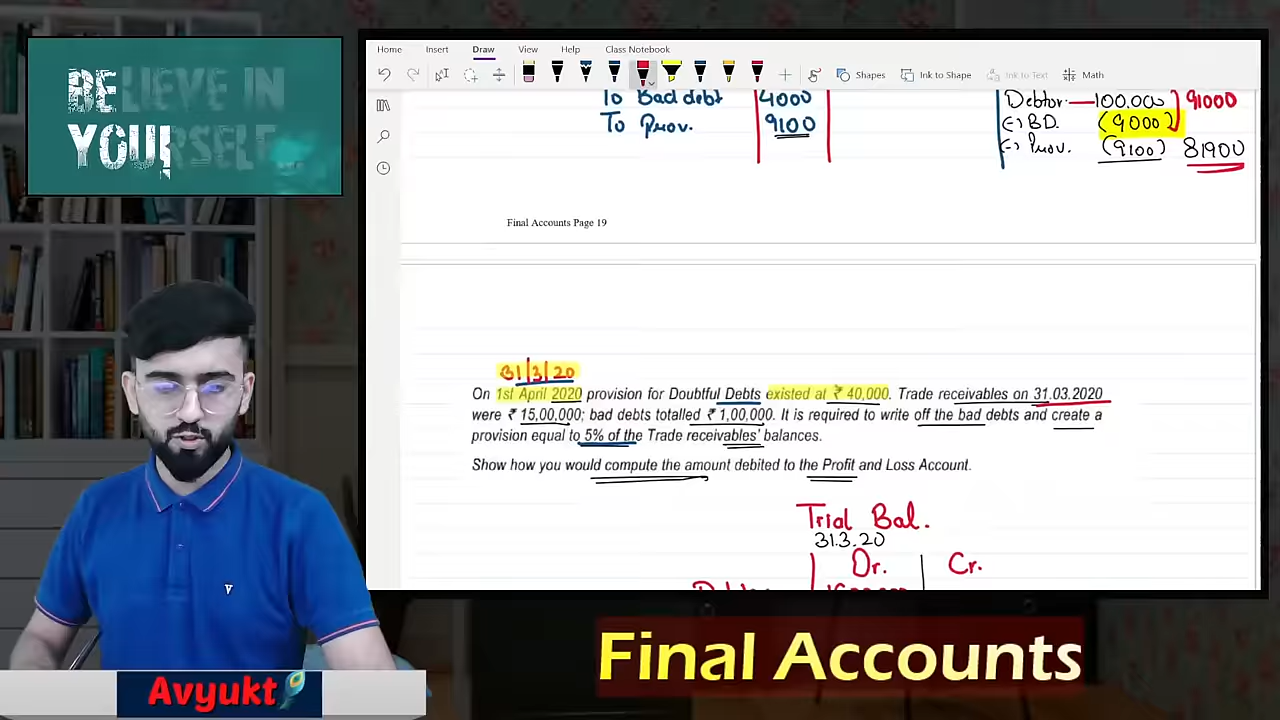 BELIEVE IN
YOURSELF
Home Insert Draw View Help Class Notebook
Shapes Ink to Shape Ink to Text Math
To Bad debt 4000
To Prov. 9100
Debtor 100.000 91000
(-) BD. (9000)
(-) Prov. (9100) 81900
Final Accounts Page 19
31/3/20
On 1st April 2020 provision for Doubtful Debts existed at ₹ 40,000. Trade receivables on 31.03.2020
were ₹ 15,00,000; bad debts totalled ₹ 1,00,000. It is required to write off the bad debts and create a
provision equal to 5% of the Trade receivables' balances.
Show how you would compute the amount debited to the Profit and Loss Account.
Trial Bal.
31.3.20
Dr. Cr.
V
Final Accounts
Avyukt